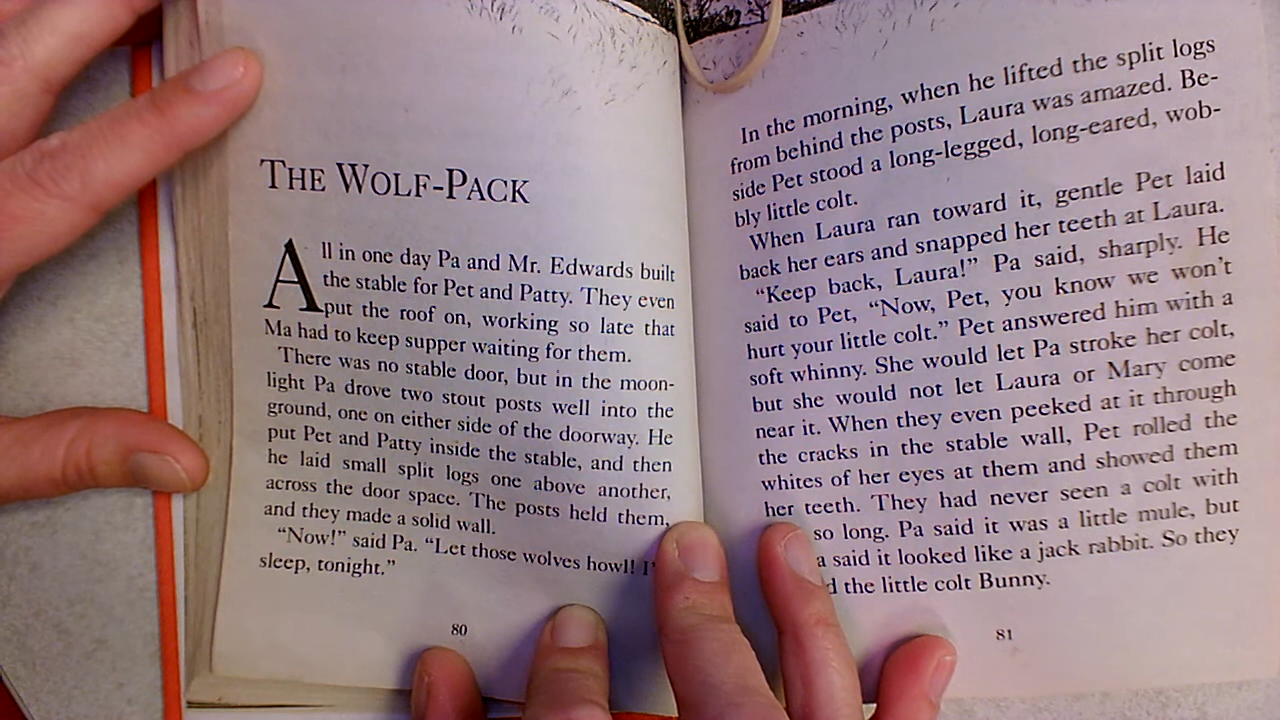 THE WOLF-PACK
All in one day Pa and Mr. Edwards built
the stable for Pet and Patty. They even
put the roof on, working so late that
Ma had to keep supper waiting for them.
There was no stable door, but in the moon-
light Pa drove two stout posts well into the
ground, one on either side of the doorway. He
put Pet and Patty inside the stable, and then
he laid small split logs one above another,
across the door space. The posts held them,
and they made a solid wall.
“Now!” said Pa. “Let those wolves howl! I’
sleep, tonight.”
80
In the morning, when he lifted the split logs
from behind the posts, Laura was amazed. Be-
side Pet stood a long-legged, long-eared, wob-
bly little colt.
When Laura ran toward it, gentle Pet laid
back her ears and snapped her teeth at Laura.
“Keep back, Laura!” Pa said, sharply. He
said to Pet, “Now, Pet, you know we won’t
hurt your little colt.” Pet answered him with a
soft whinny. She would let Pa stroke her colt,
but she would not let Laura or Mary come
near it. When they even peeked at it through
the cracks in the stable wall, Pet rolled the
whites of her eyes at them and showed them
her teeth. They had never seen a colt with
so long. Pa said it was a little mule, but
a said it looked like a jack rabbit. So they
d the little colt Bunny.
81